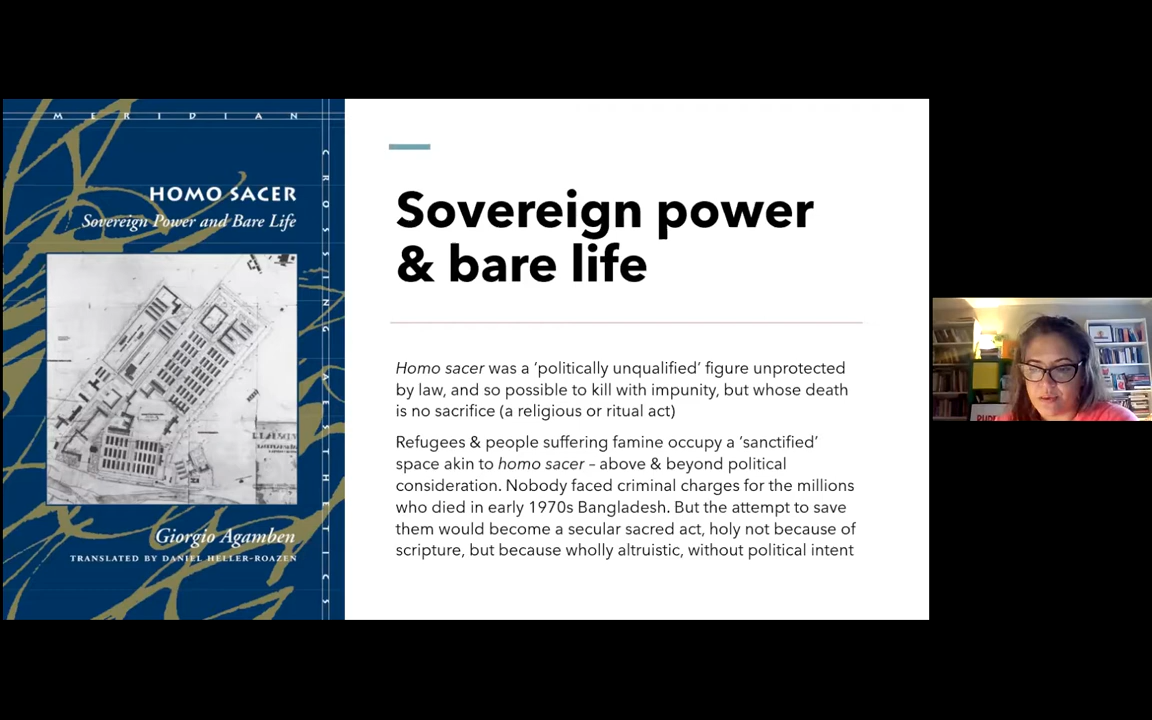 MERIDIAN
CROSSING AESTHETICS
HOMO SACER
Sovereign Power and Bare Life
Giorgio Agamben
TRANSLATED BY DANIEL HELLER-ROAZEN
Sovereign power
& bare life
Homo sacer was a ‘politically unqualified’ figure unprotected
by law, and so possible to kill with impunity, but whose death
is no sacrifice (a religious or ritual act)
Refugees & people suffering famine occupy a ‘sanctified’
space akin to homo sacer – above & beyond political
consideration. Nobody faced criminal charges for the millions
who died in early 1970s Bangladesh. But the attempt to save
them would become a secular sacred act, holy not because of
scripture, but because wholly altruistic, without political intent